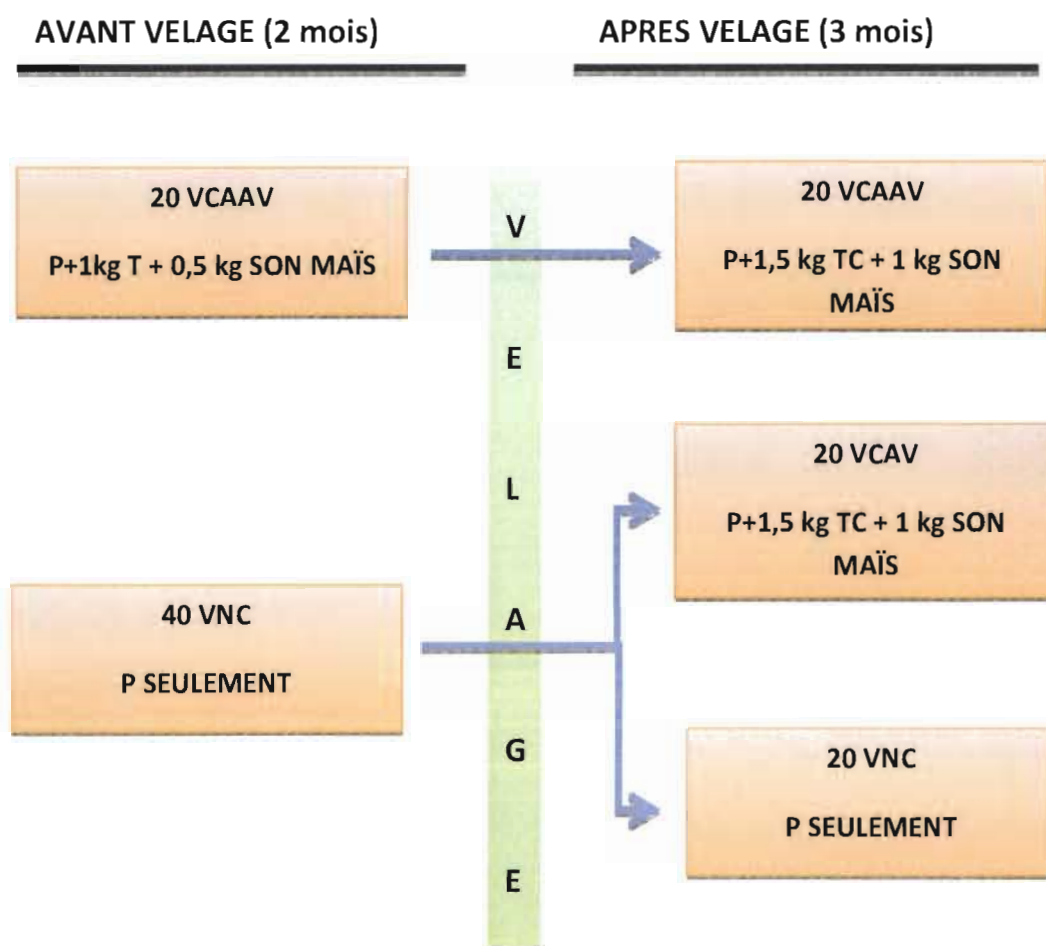 AVANT VELAGE (2 mois)
APRES VELAGE (3 mois)
20 VCAAV
P+1kg T + 0,5 kg SON MAÏS
V
E
L
A
G
E
20 VCAAV
P+1,5 kg TC + 1 kg SON
MAÏS
40 VNC
P SEULEMENT
20 VCAV
P+1,5 kg TC + 1 kg SON
MAÏS
20 VNC
P SEULEMENT